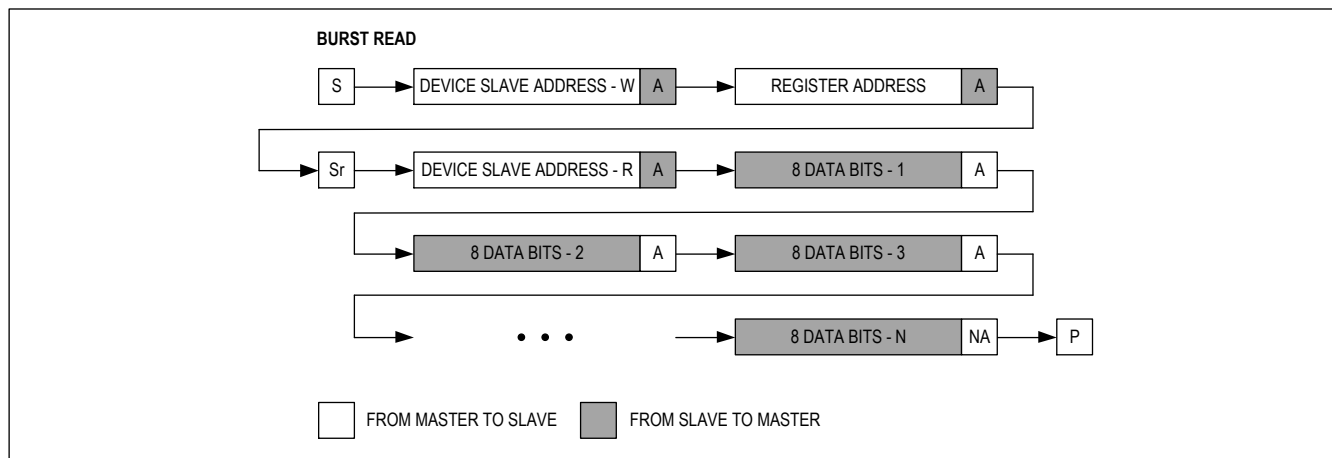 BURST READ
S DEVICE SLAVE ADDRESS - W A REGISTER ADDRESS A
Sr DEVICE SLAVE ADDRESS - R A 8 DATA BITS - 1 A
8 DATA BITS - 2 A 8 DATA BITS - 3 A
• • • 8 DATA BITS - N NA P
FROM MASTER TO SLAVE FROM SLAVE TO MASTER